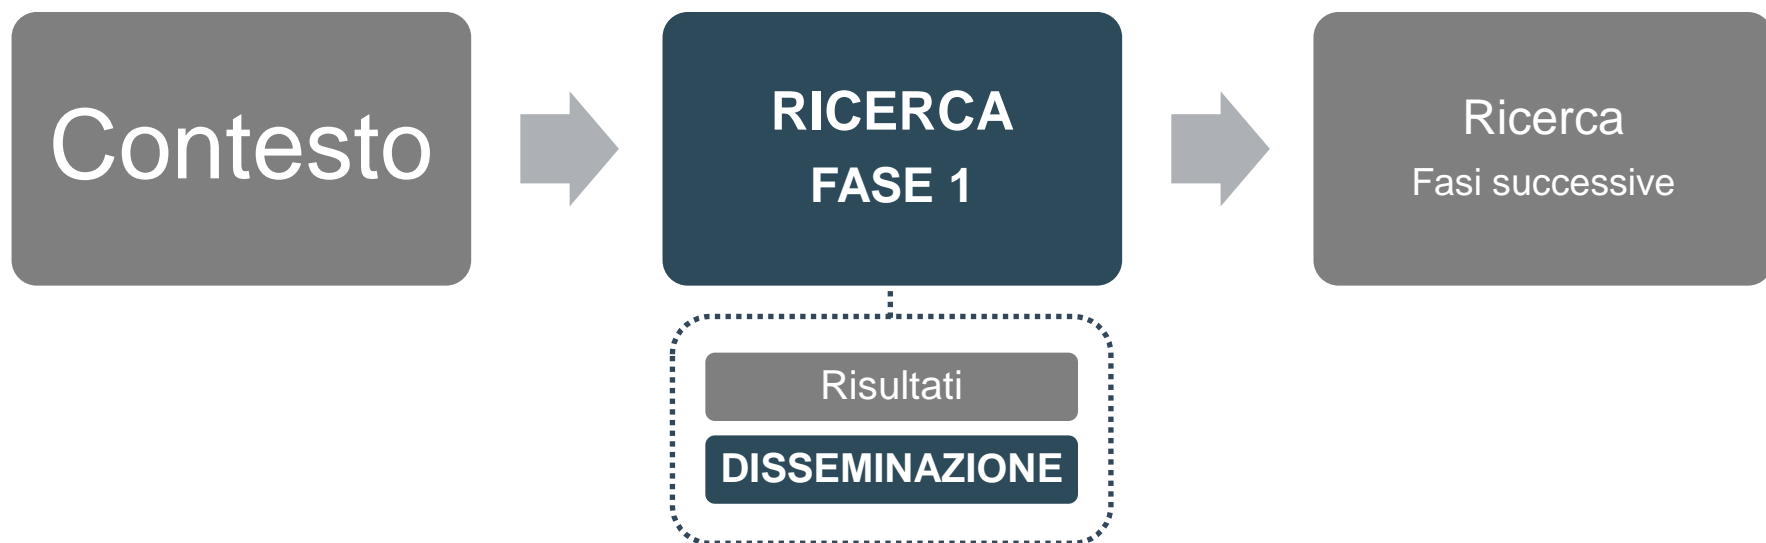 Contesto
RICERCA
FASE 1
Ricerca
Fasi successive
Risultati
DISSEMINAZIONE